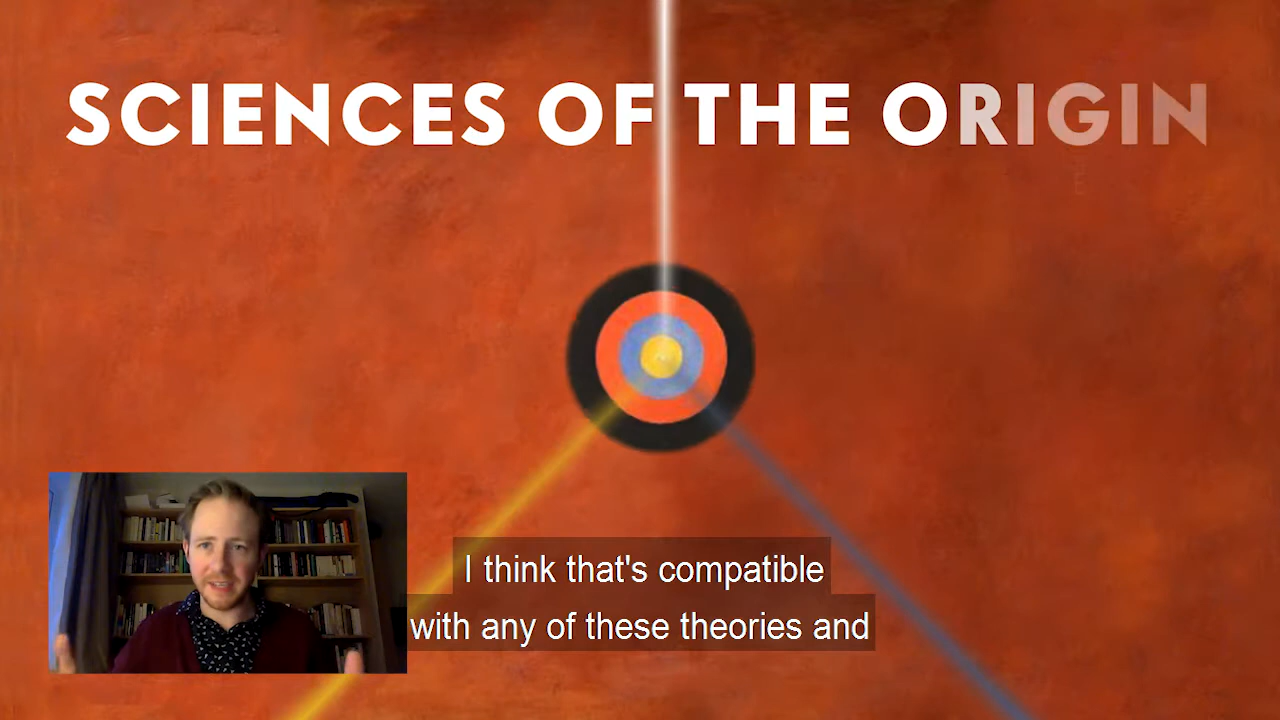 SCIENCES OF THE ORIGIN
I think that's compatible
with any of these theories and